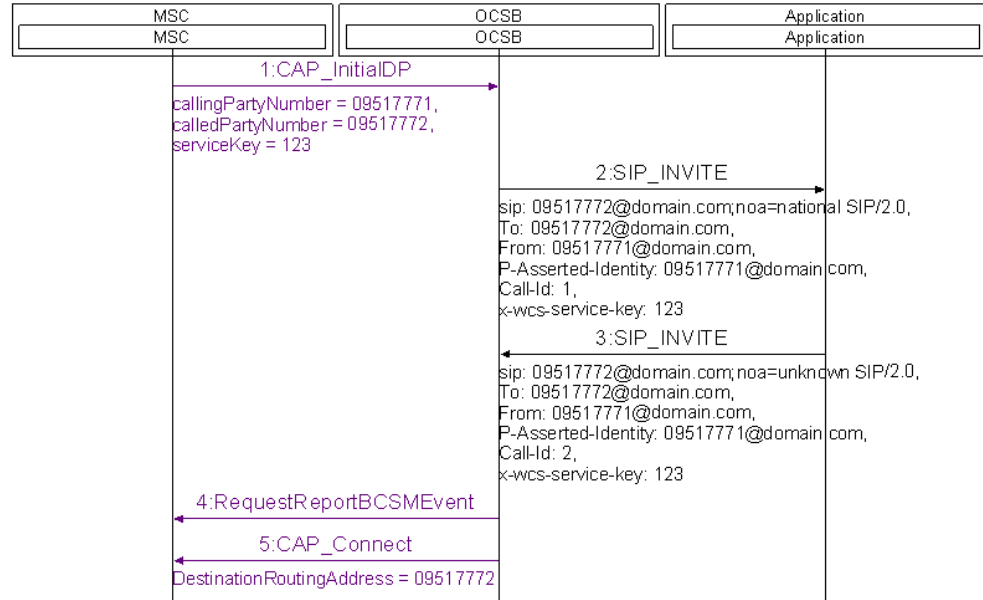 MSC OCSB Application
MSC OCSB Application
1:CAP_InitialDP
callingPartyNumber = 09517771,
calledPartyNumber = 09517772,
serviceKey = 123
2:SIP_INVITE
sip: 09517772@domain.com;noa=national SIP/2.0,
To: 09517772@domain.com,
From: 09517771@domain.com,
P-Asserted-Identity: 09517771@domain.com,
Call-Id: 1,
x-wcs-service-key: 123
3:SIP_INVITE
sip: 09517772@domain.com;noa=unknown SIP/2.0,
To: 09517772@domain.com,
From: 09517771@domain.com,
P-Asserted-Identity: 09517771@domain.com,
Call-Id: 2,
x-wcs-service-key: 123
4:RequestReportBCSMEvent
5:CAP_Connect
DestinationRoutingAddress = 09517772